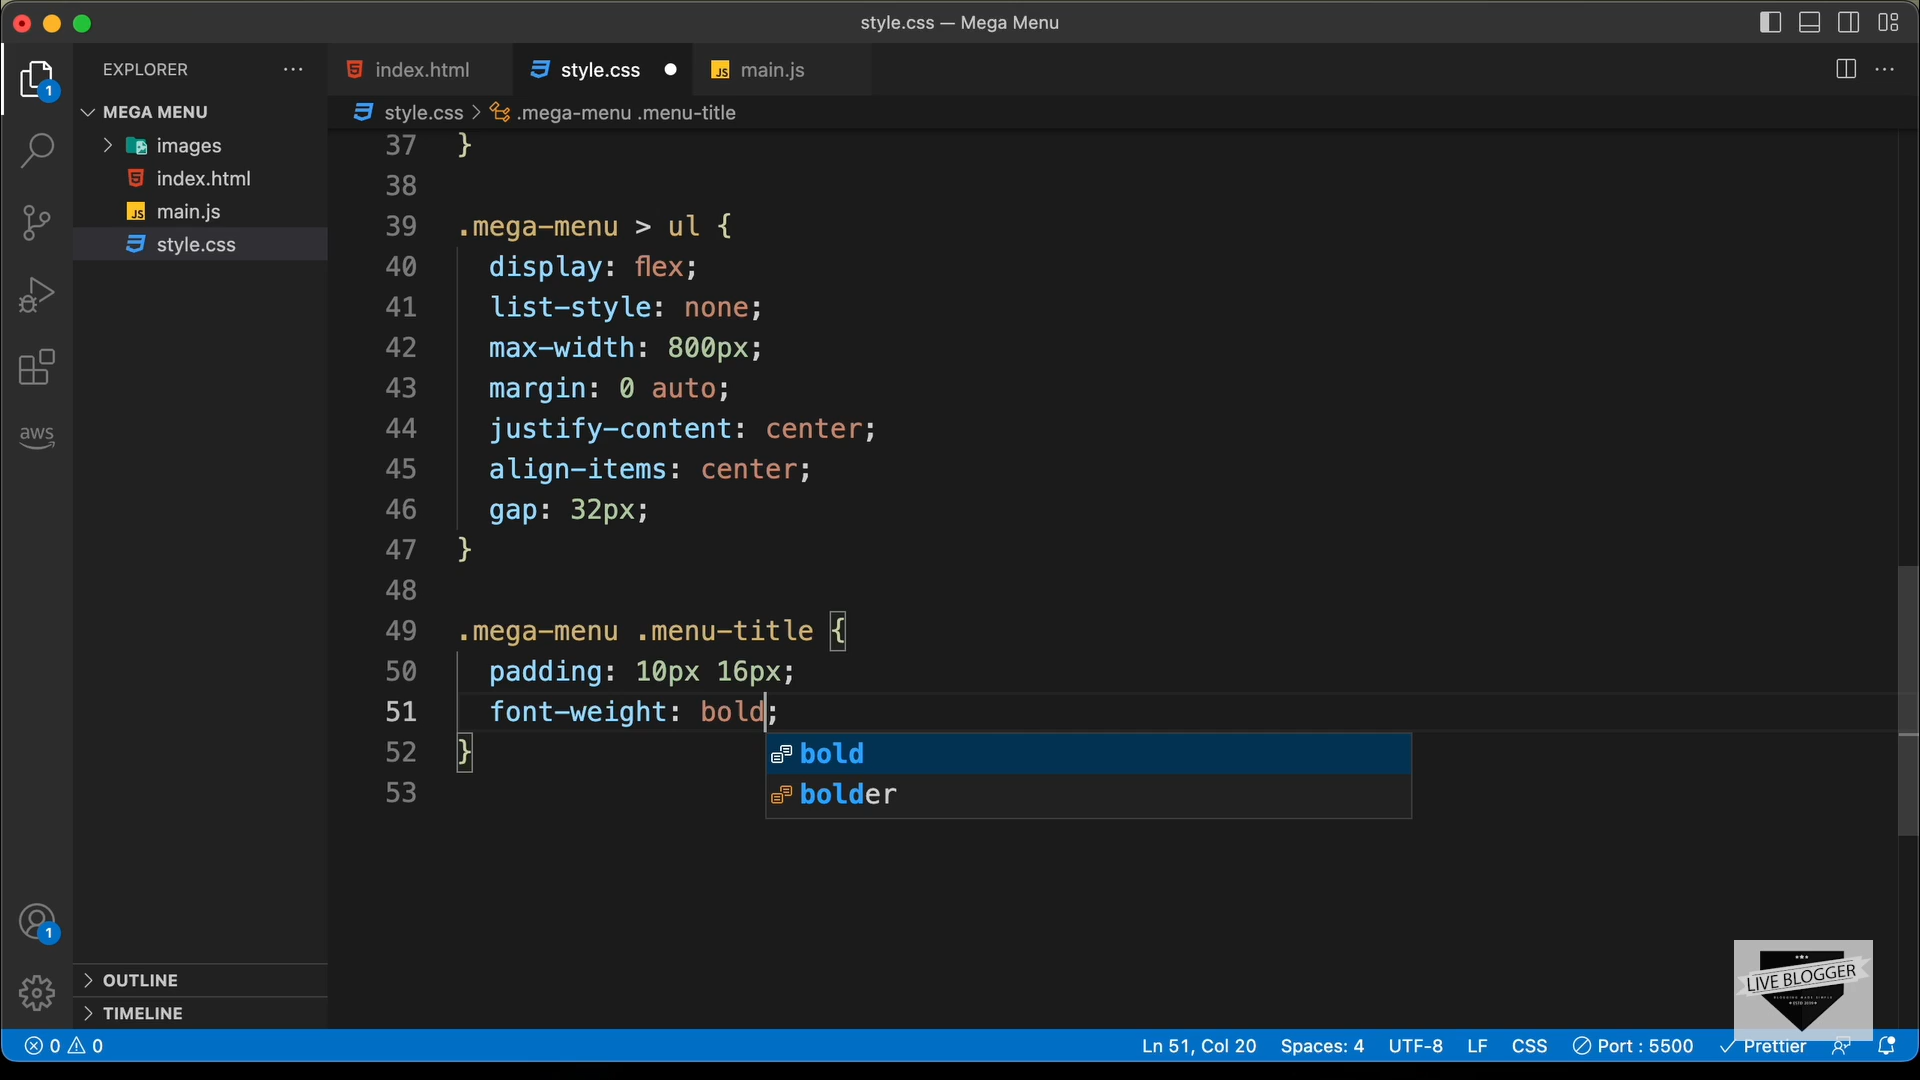 style.css — Mega Menu
EXPLORER
index.html
style.css
main.js
1
MEGA MENU
style.css > .mega-menu .menu-title
images
index.html
main.js
style.css
37 }
38
39 .mega-menu > ul {
40 display: flex;
41 list-style: none;
42 max-width: 800px;
43 margin: 0 auto;
44 justify-content: center;
45 align-items: center;
46 gap: 32px;
47 }
48
49 .mega-menu .menu-title {
50 padding: 10px 16px;
51 font-weight: bold;
52 }
53
bold
bolder
aws
1
OUTLINE
TIMELINE
LIVE BLOGGER
0 0
Ln 51, Col 20 Spaces: 4 UTF-8 LF CSS Port : 5500 Prettier